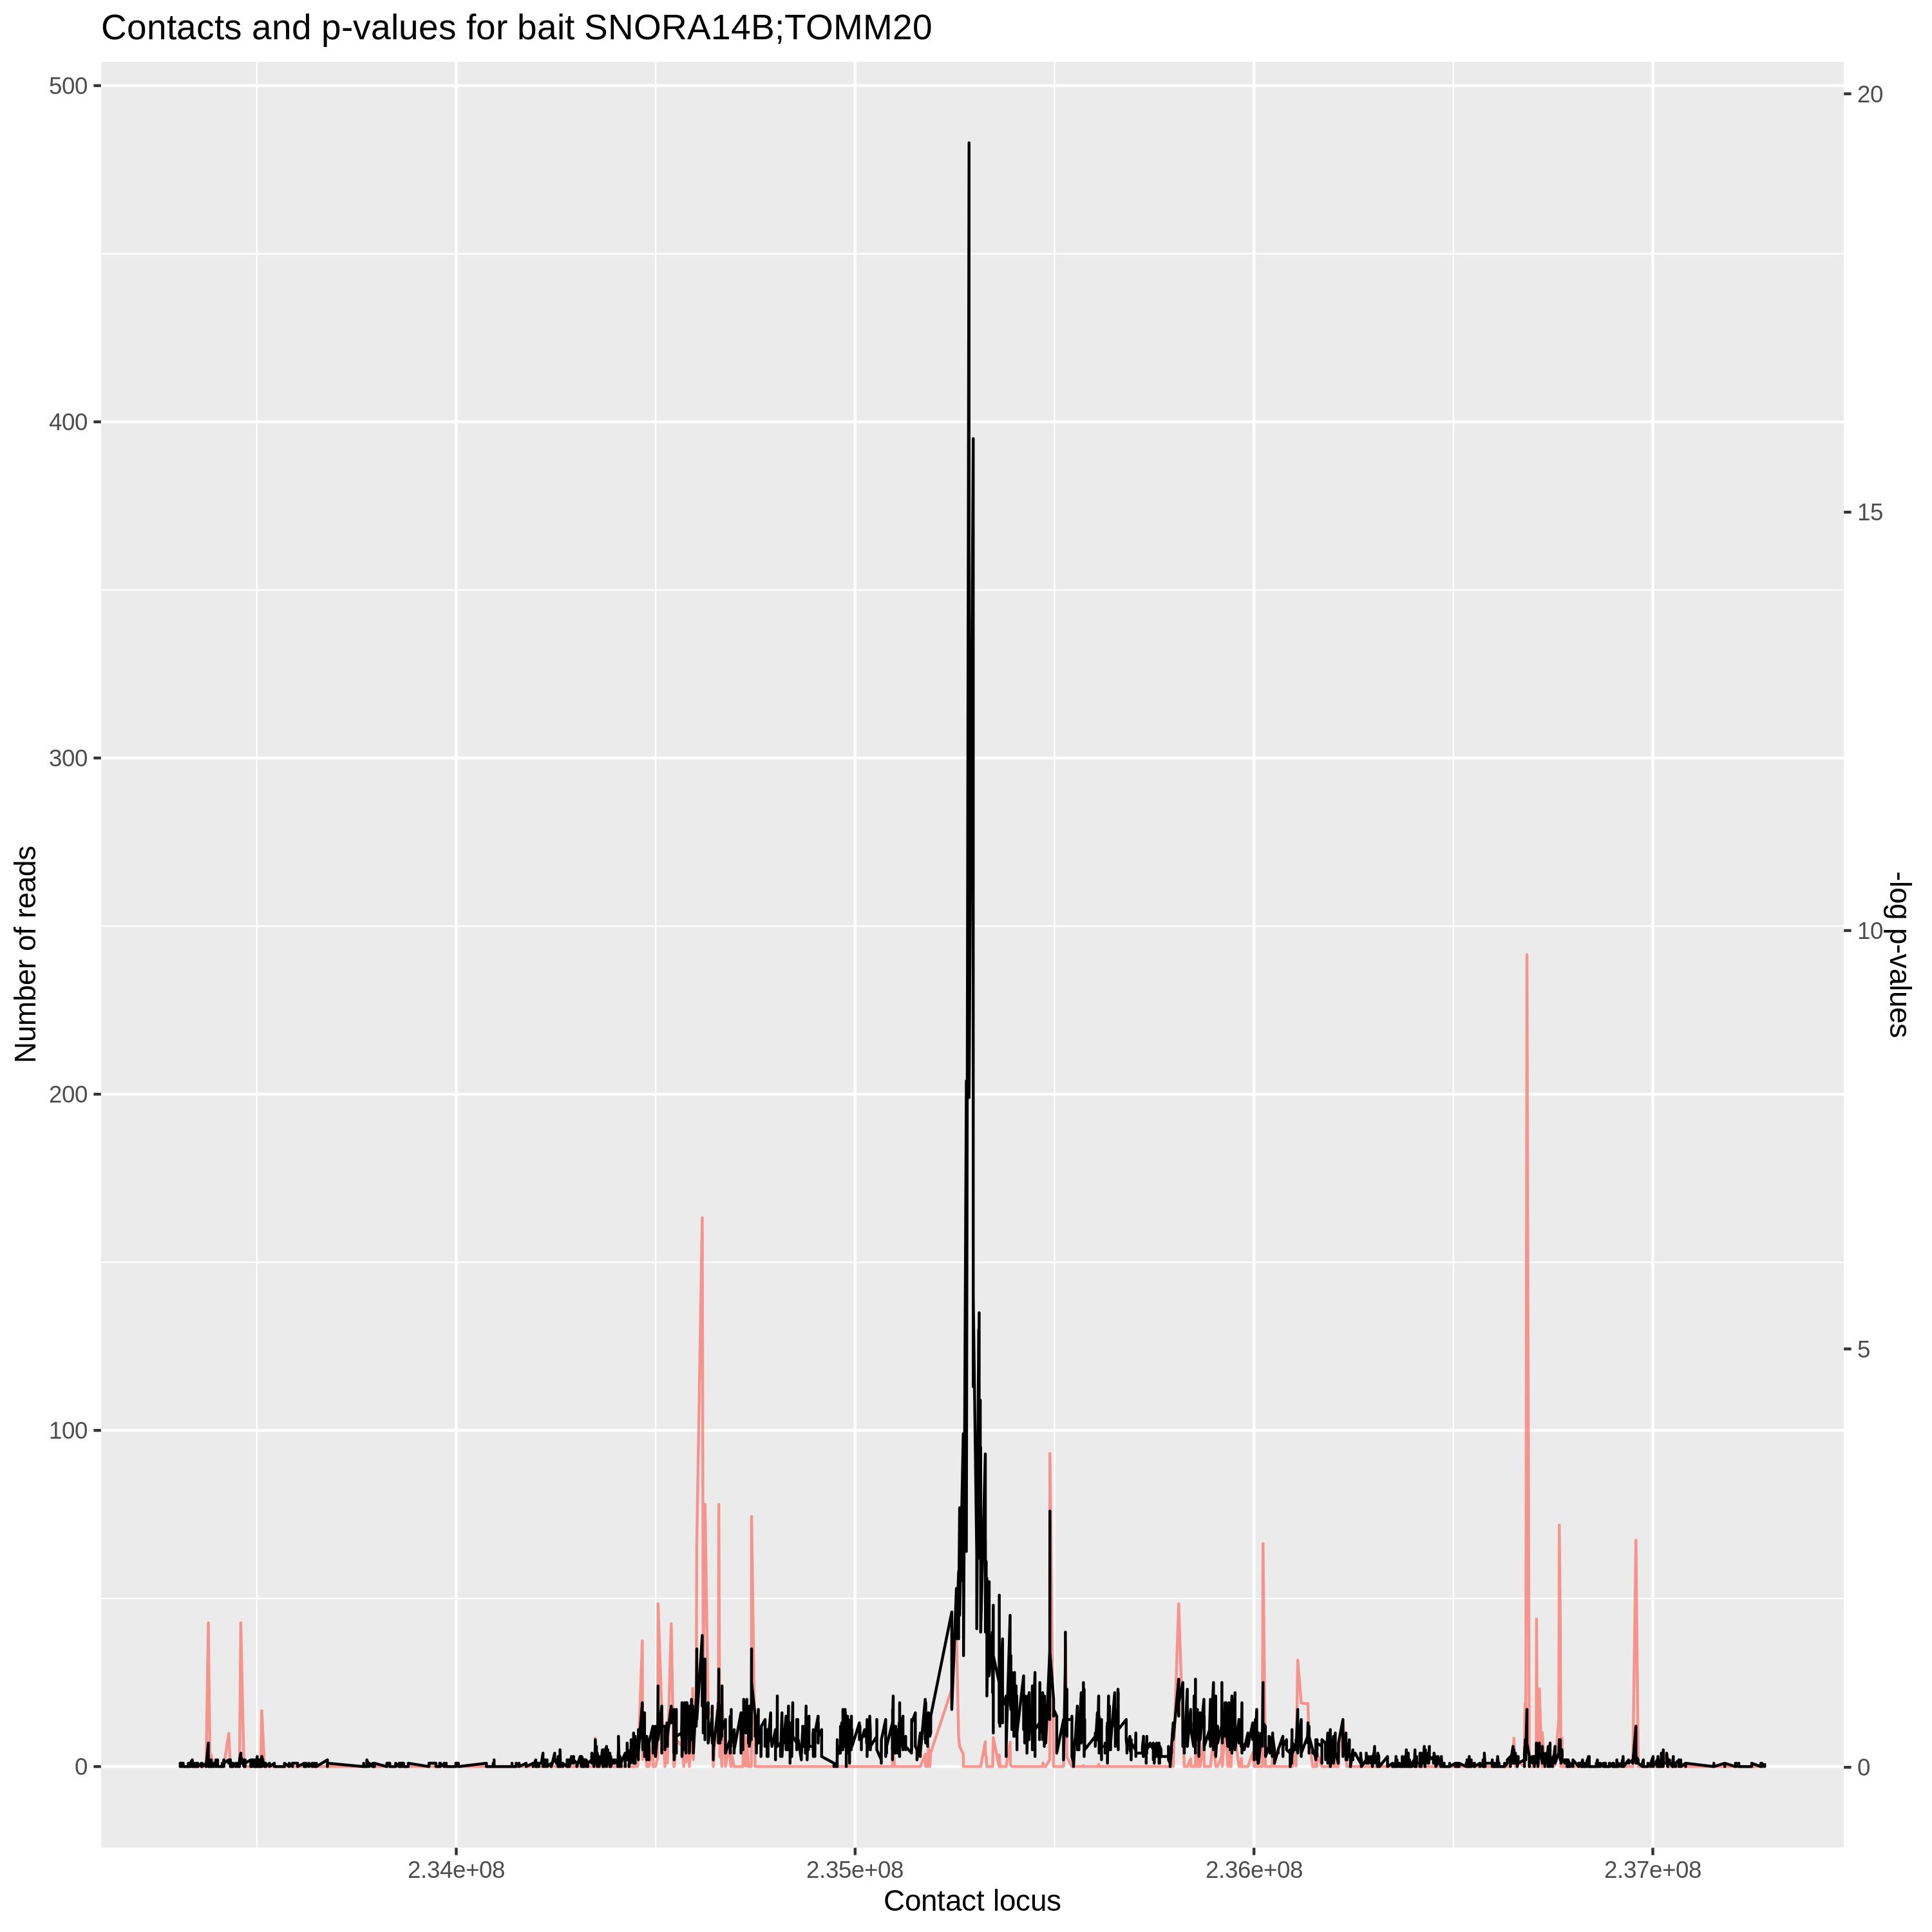 Contacts and p-values for bait SNORA14B;TOMM20
500
400
300
200
100
0
Number of reads
20
15
10
5
0
-log p-values
2.34e+08 2.35e+08 2.36e+08 2.37e+08
Contact locus